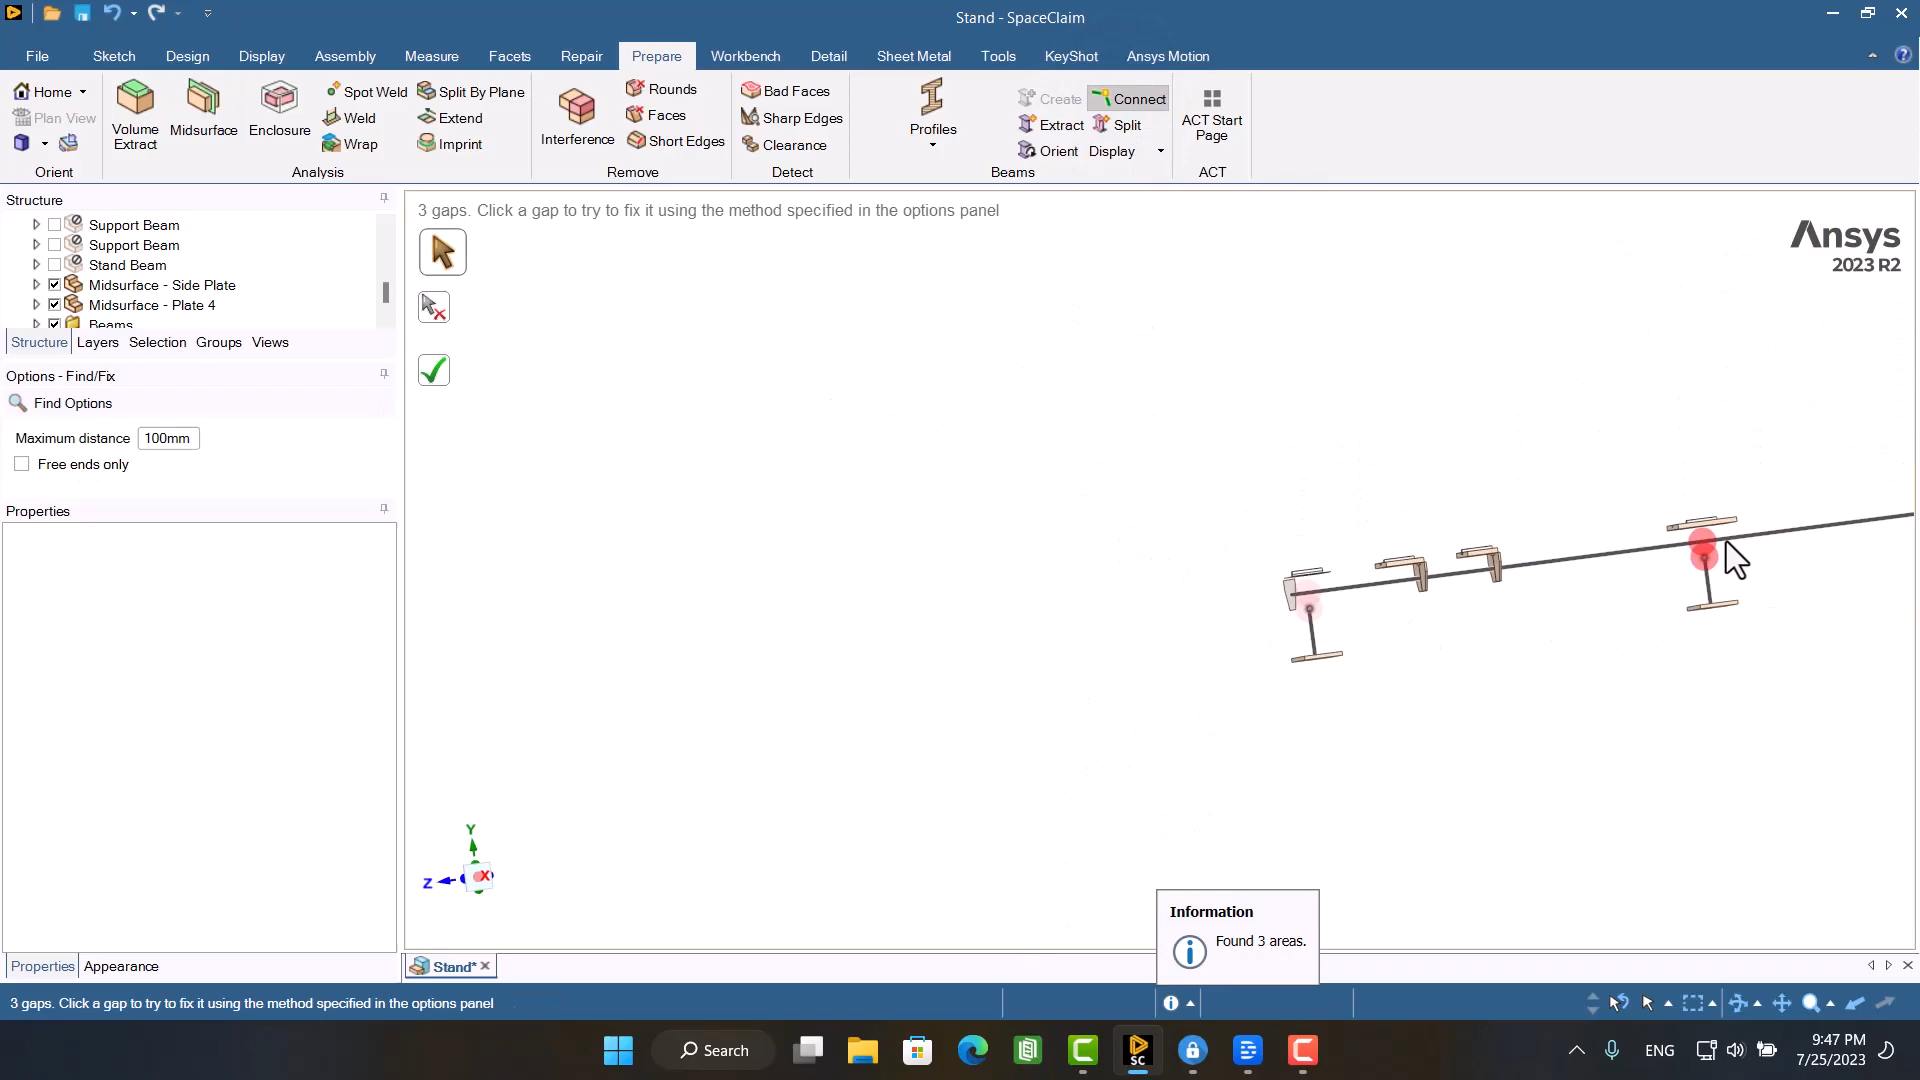 Stand - SpaceClaim
File Sketch Design Display Assembly Measure Facets Repair Prepare Workbench Detail Sheet Metal Tools KeyShot Ansys Motion
Home
Plan View
Orient
Volume Extract
Midsurface
Enclosure
Spot Weld
Weld
Wrap
Split By Plane
Extend
Imprint
Analysis
Interference
Rounds
Faces
Short Edges
Remove
Bad Faces
Sharp Edges
Clearance
Detect
Profiles
Create
Connect
Extract
Split
Orient
Display
Beams
ACT Start Page
ACT
Structure
Support Beam
Support Beam
Stand Beam
Midsurface - Side Plate
Midsurface - Plate 4
Beams
Structure Layers Selection Groups Views
Options - Find/Fix
Find Options
Maximum distance 100mm
Free ends only
Properties
Properties Appearance
3 gaps. Click a gap to try to fix it using the method specified in the options panel
Ansys
2023 R2
Y
Z
X
Information
Found 3 areas.
Stand*
3 gaps. Click a gap to try to fix it using the method specified in the options panel
Search
SC
ENG
9:47 PM
7/25/2023